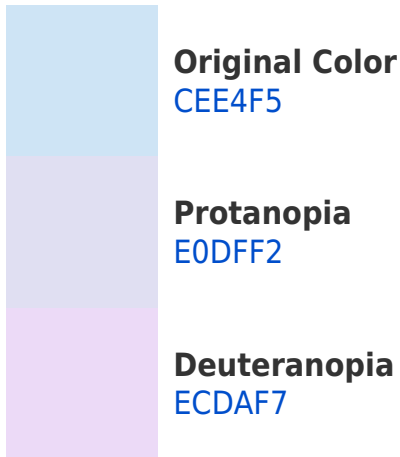 Original Color
CEE4F5
Protanopia
E0DFF2
Deuteranopia
ECDAF7